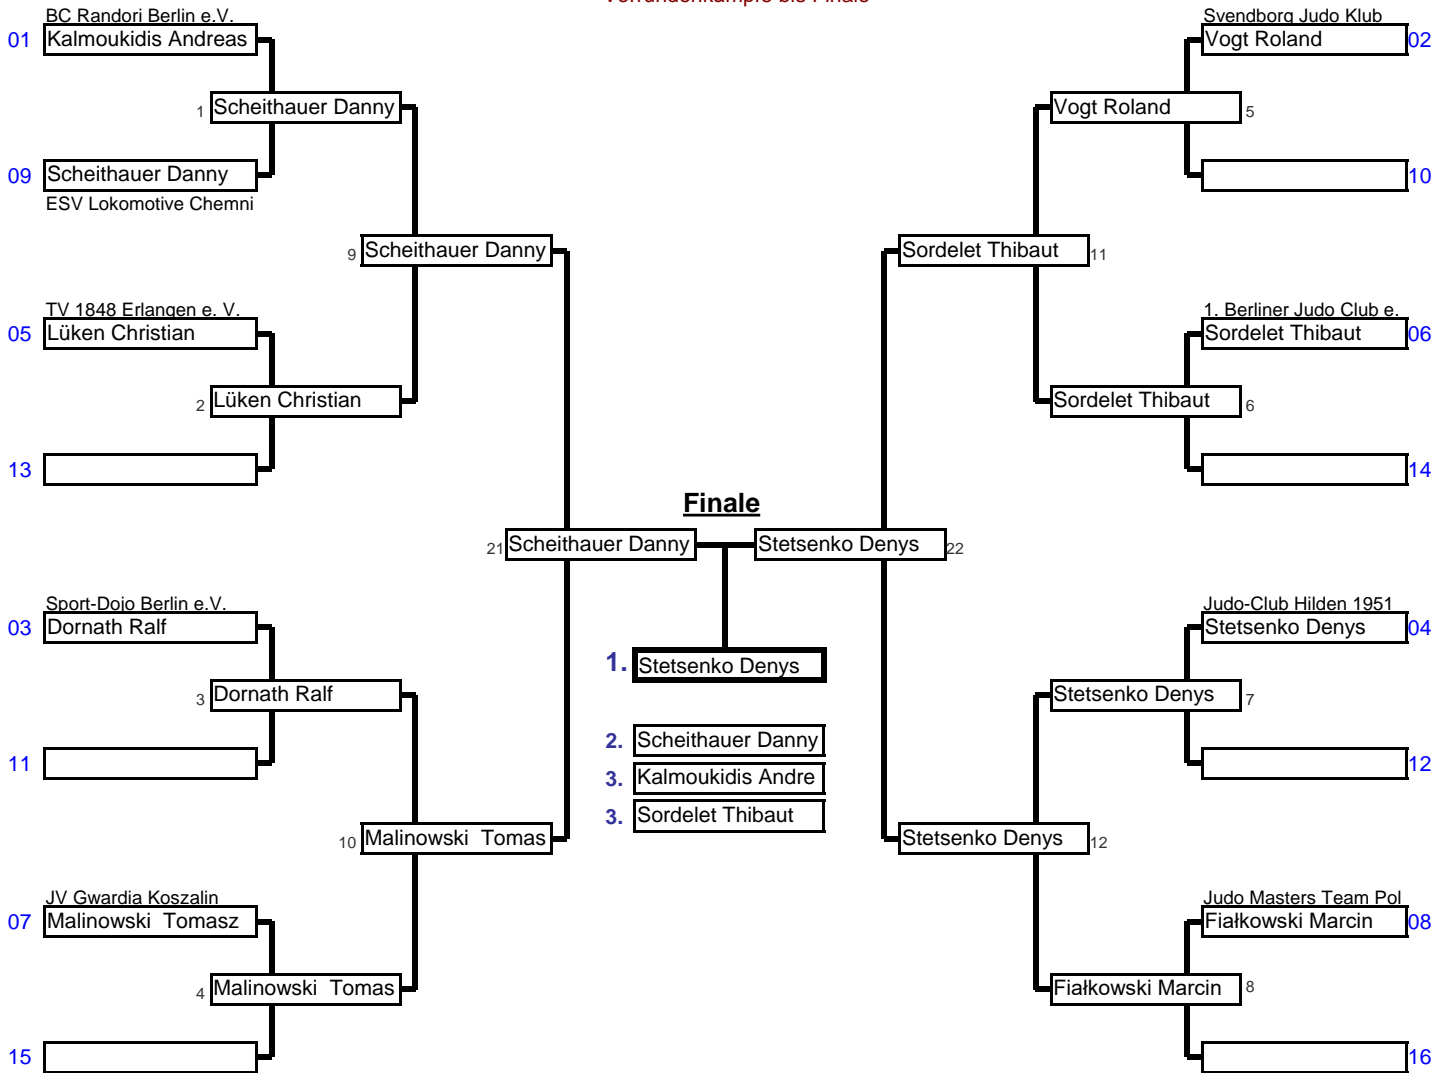 Vorrundenkämpfe bis Finale
BC Randori Berlin e.V.
01 Kalmoukidis Andreas
1 Scheithauer Danny
09 Scheithauer Danny
ESV Lokomotive Chemni
9 Scheithauer Danny
TV 1848 Erlangen e. V.
05 Lüken Christian
2 Lüken Christian
13
21 Scheithauer Danny
Sport-Dojo Berlin e.V.
03 Dornath Ralf
3 Dornath Ralf
11
10 Malinowski  Tomas
JV Gwardia Koszalin
07 Malinowski  Tomasz
4 Malinowski  Tomas
15
Finale
1. Stetsenko Denys
2. Scheithauer Danny
3. Kalmoukidis Andre
3. Sordelet Thibaut
Svendborg Judo Klub
Vogt Roland 02
Vogt Roland 5
10
Sordelet Thibaut 11
1. Berliner Judo Club e.
Sordelet Thibaut 06
Sordelet Thibaut 6
14
Stetsenko Denys 22
Judo-Club Hilden 1951
Stetsenko Denys 04
Stetsenko Denys 7
12
Stetsenko Denys 12
Judo Masters Team Pol
Fiałkowski Marcin 08
Fiałkowski Marcin 8
16